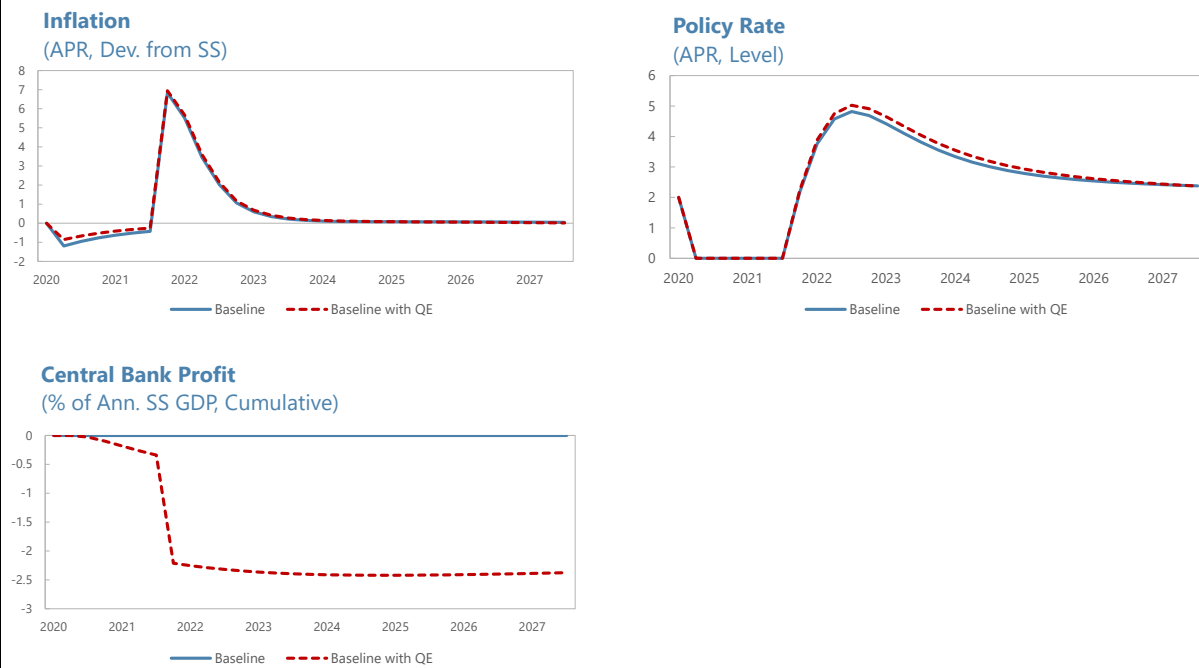 Inflation
(APR, Dev. from SS)
8
7
6
5
4
3
2
1
0
-1
-2
2020 2021 2022 2023 2024 2025 2026 2027
Baseline Baseline with QE
Policy Rate
(APR, Level)
6
5
4
3
2
1
0
2020 2021 2022 2023 2024 2025 2026 2027
Baseline Baseline with QE
Central Bank Profit
(% of Ann. SS GDP, Cumulative)
0
-0.5
-1
-1.5
-2
-2.5
-3
2020 2021 2022 2023 2024 2025 2026 2027
Baseline Baseline with QE